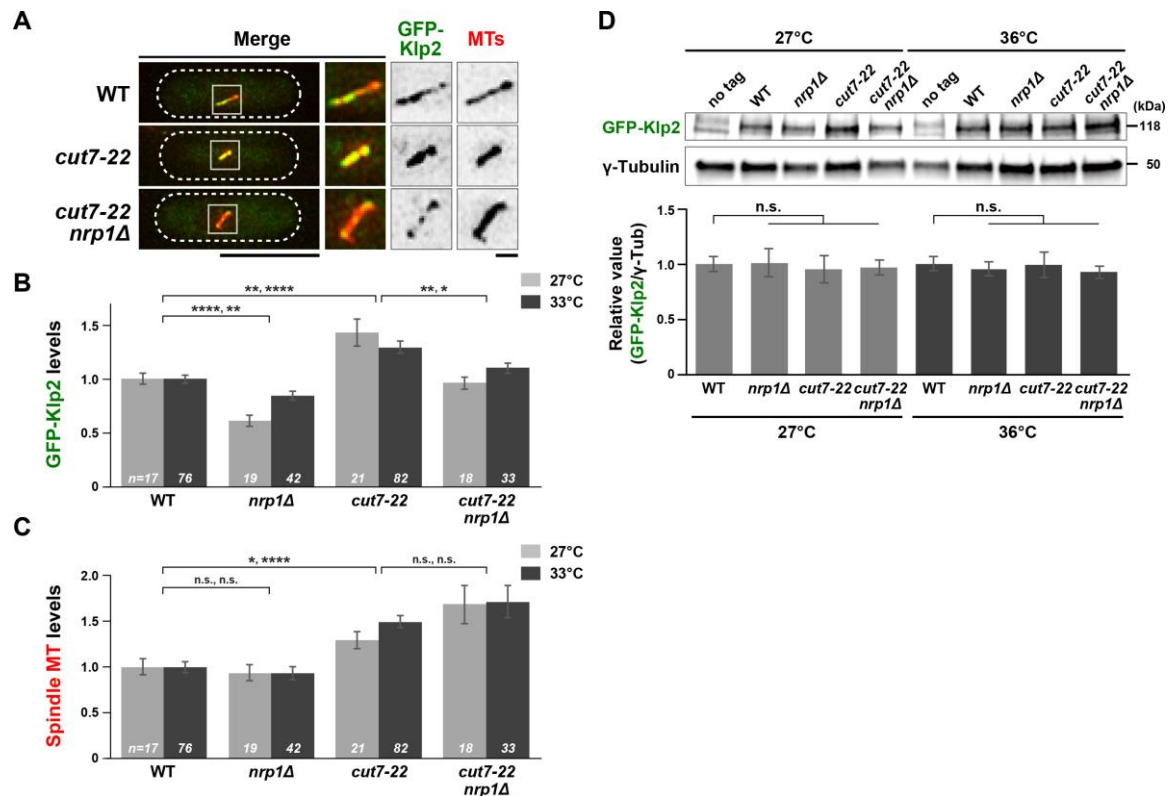 A
Merge
GFP-
Klp2
MTs
WT
cut7-22
cut7-22
nrp1Δ
B
27°C
33°C
**, ****
**, *
****, **
GFP-Klp2 levels
1.5
1.0
0.5
0
n=17 76 19 42 21 82 18 33
WT nrp1Δ cut7-22 cut7-22
nrp1Δ
C
27°C
33°C
*, ****
n.s., n.s.
n.s., n.s.
Spindle MT levels
2.0
1.5
1.0
0.5
0
n=17 76 19 42 21 82 18 33
WT nrp1Δ cut7-22 cut7-22
nrp1Δ
D
27°C 36°C
no tag WT nrp1Δ cut7-22 cut7-22 nrp1Δ no tag WT nrp1Δ cut7-22 cut7-22 nrp1Δ
(kDa)
GFP-Klp2 118
γ-Tubulin 50
n.s. n.s.
Relative value
(GFP-Klp2/γ-Tub)
1.5
1.0
0.5
0
WT nrp1Δ cut7-22 cut7-22 WT nrp1Δ cut7-22 cut7-22
nrp1Δ nrp1Δ
27°C 36°C